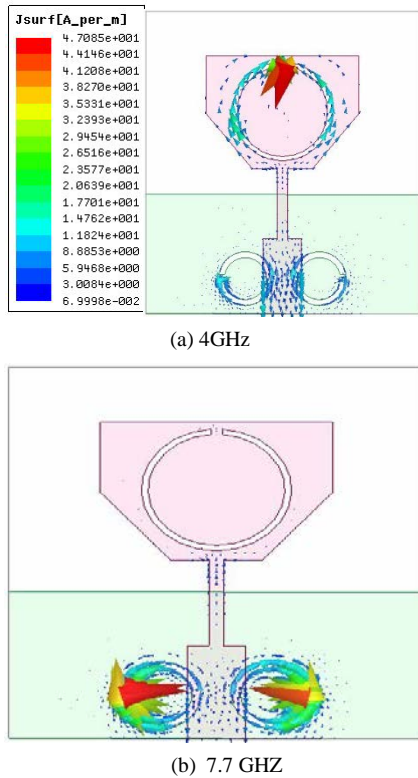 Jsurf[A_per_m]
4.7085e+001
4.4146e+001
4.1208e+001
3.8270e+001
3.5331e+001
3.2393e+001
2.9454e+001
2.6516e+001
2.3577e+001
2.0639e+001
1.7701e+001
1.4762e+001
1.1824e+001
8.8853e+000
5.9468e+000
3.0084e+000
6.9998e-002
(a) 4GHz
(b) 7.7 GHZ